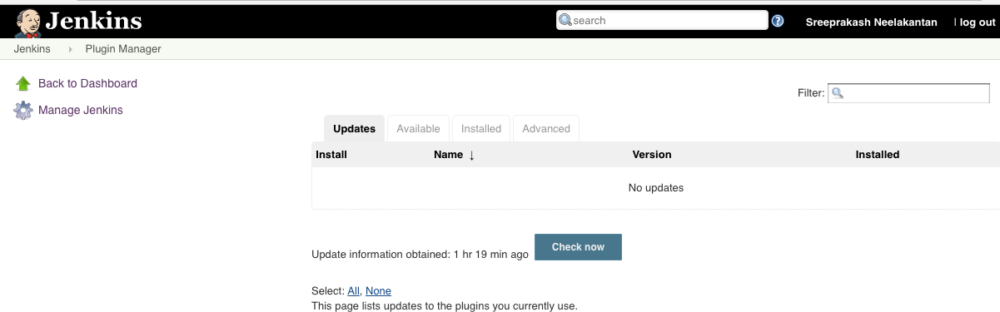 Jenkins
search
?
Sreeprakash Neelakantan | log out
Jenkins Plugin Manager
Back to Dashboard
Manage Jenkins
Filter:
Updates Available Installed Advanced
Install Name ↓ Version Installed
No updates
Update information obtained: 1 hr 19 min ago Check now
Select: All, None
This page lists updates to the plugins you currently use.